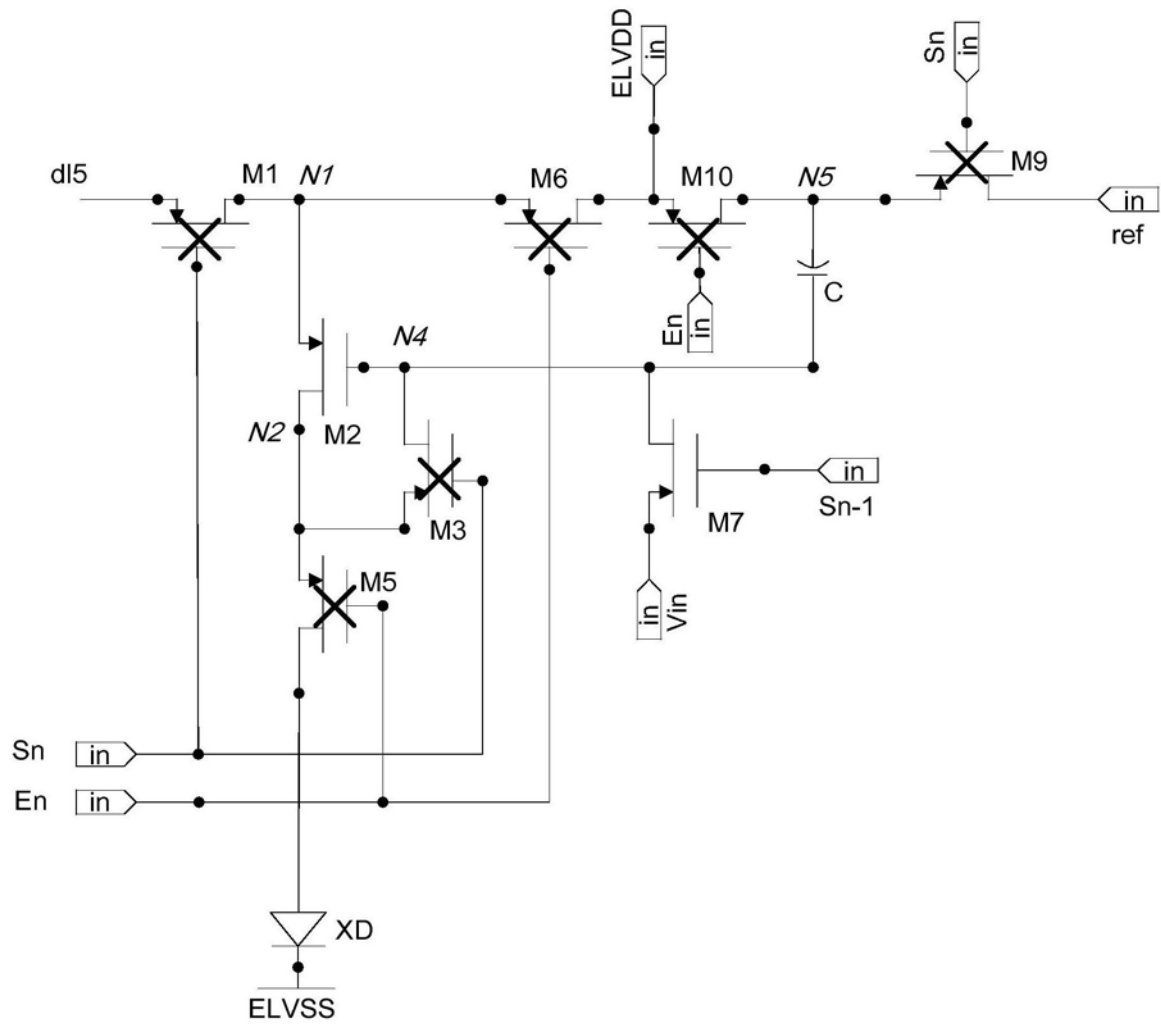 ELVDD
in
Sn
in
dl5
M1
N1
M6
M10
N5
M9
in
ref
En
in
C
N4
N2
M2
M3
M7
in
Sn-1
M5
in
Vin
Sn
in
En
in
XD
ELVSS